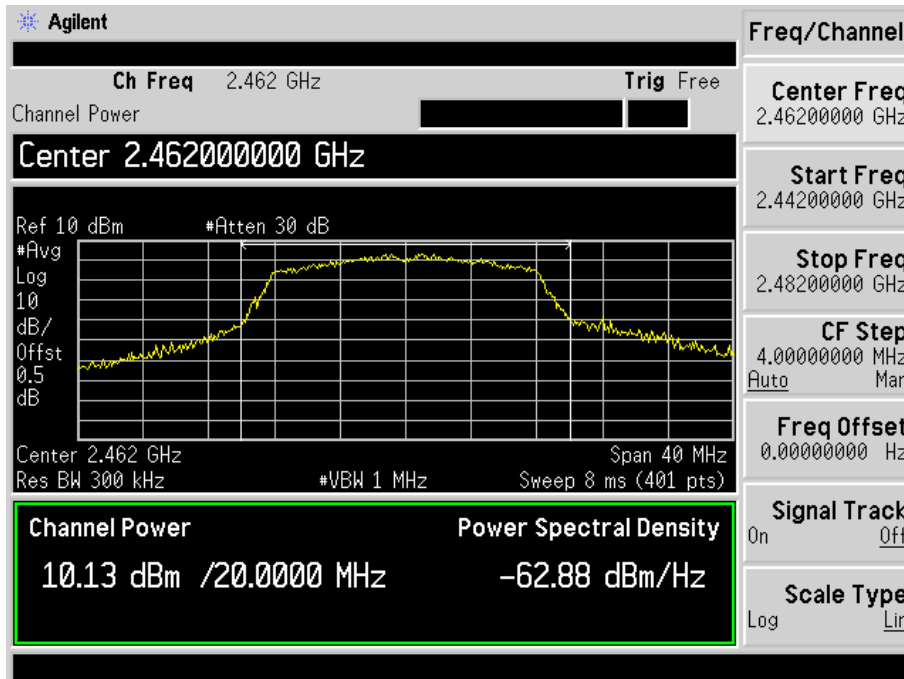 Agilent
Freq/Channel
Ch Freq 2.462 GHz Trig Free
Channel Power
Center 2.462000000 GHz
Ref 10 dBm #Atten 30 dB
#Avg
Log
10
dB/
Offst
0.5
dB
Center 2.462 GHz Span 40 MHz
Res BW 300 kHz #VBW 1 MHz Sweep 8 ms (401 pts)
Channel Power Power Spectral Density
10.13 dBm /20.0000 MHz -62.88 dBm/Hz
Center Freq
2.46200000 GHz
Start Freq
2.44200000 GHz
Stop Freq
2.48200000 GHz
CF Step
4.00000000 MHz
Auto Man
Freq Offset
0.00000000 Hz
Signal Track
On Off
Scale Type
Log Lin